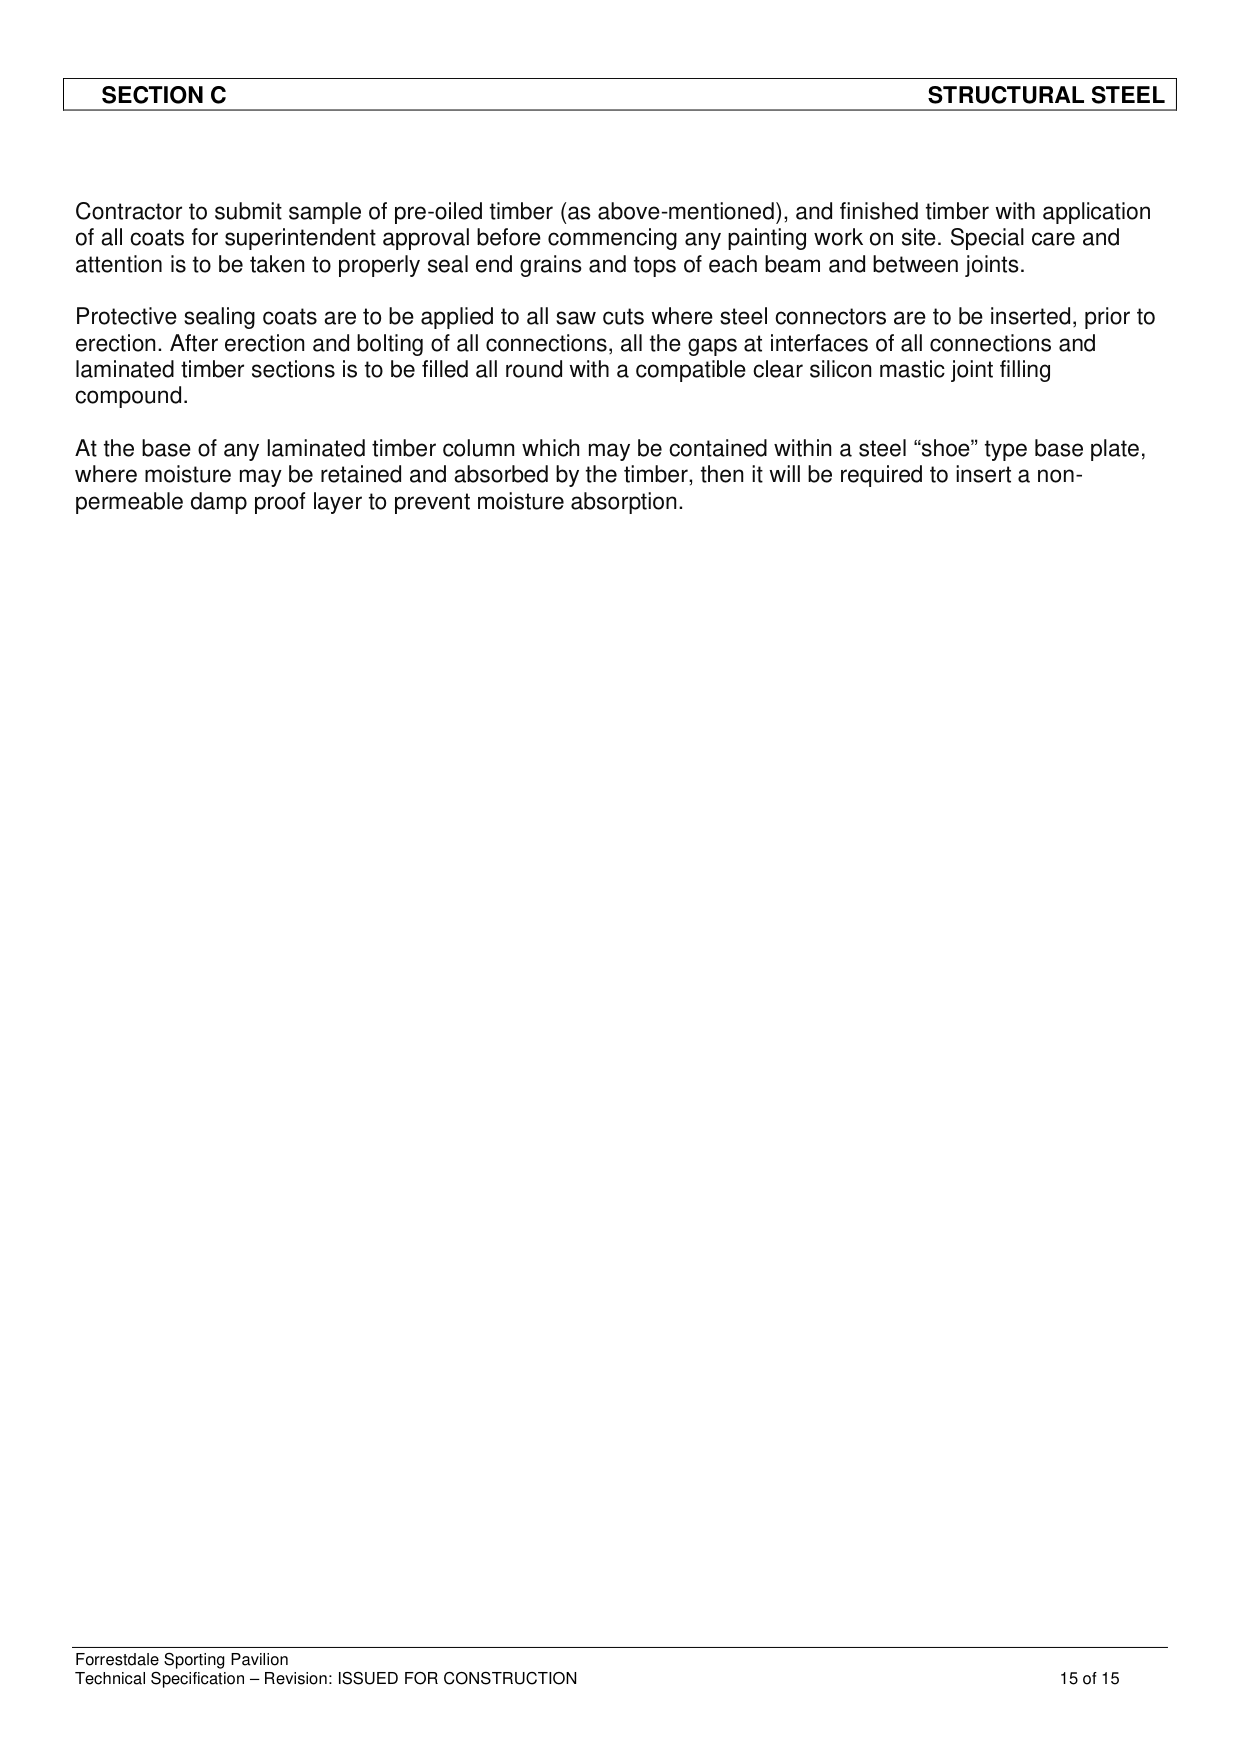 SECTION C STRUCTURAL STEEL
Contractor to submit sample of pre-oiled timber (as above-mentioned), and finished timber with application
of all coats for superintendent approval before commencing any painting work on site. Special care and
attention is to be taken to properly seal end grains and tops of each beam and between joints.
Protective sealing coats are to be applied to all saw cuts where steel connectors are to be inserted, prior to
erection. After erection and bolting of all connections, all the gaps at interfaces of all connections and
laminated timber sections is to be filled all round with a compatible clear silicon mastic joint filling
compound.
At the base of any laminated timber column which may be contained within a steel “shoe” type base plate,
where moisture may be retained and absorbed by the timber, then it will be required to insert a non-
permeable damp proof layer to prevent moisture absorption.
Forrestdale Sporting Pavilion
Technical Specification – Revision: ISSUED FOR CONSTRUCTION 15 of 15